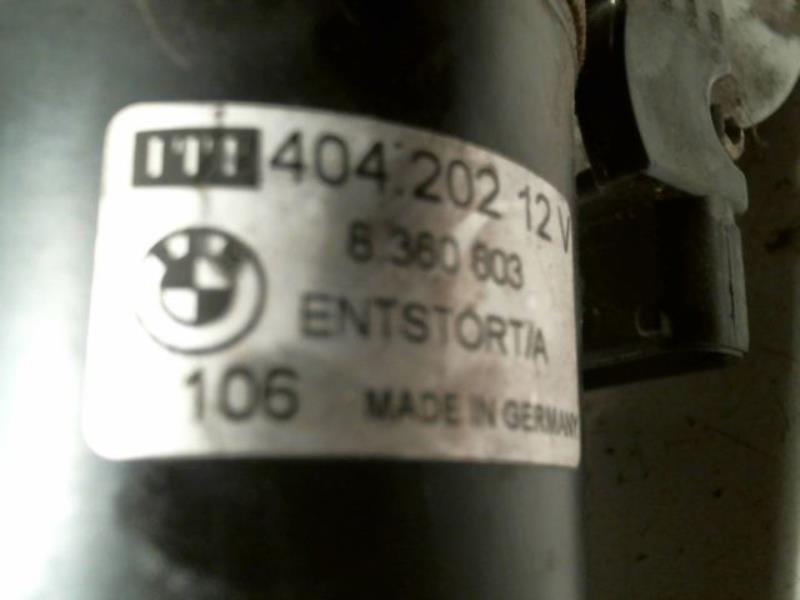 ITT 404.202 12 V
8 360 603
ENTSTÖRT/A
106 MADE IN GERMANY